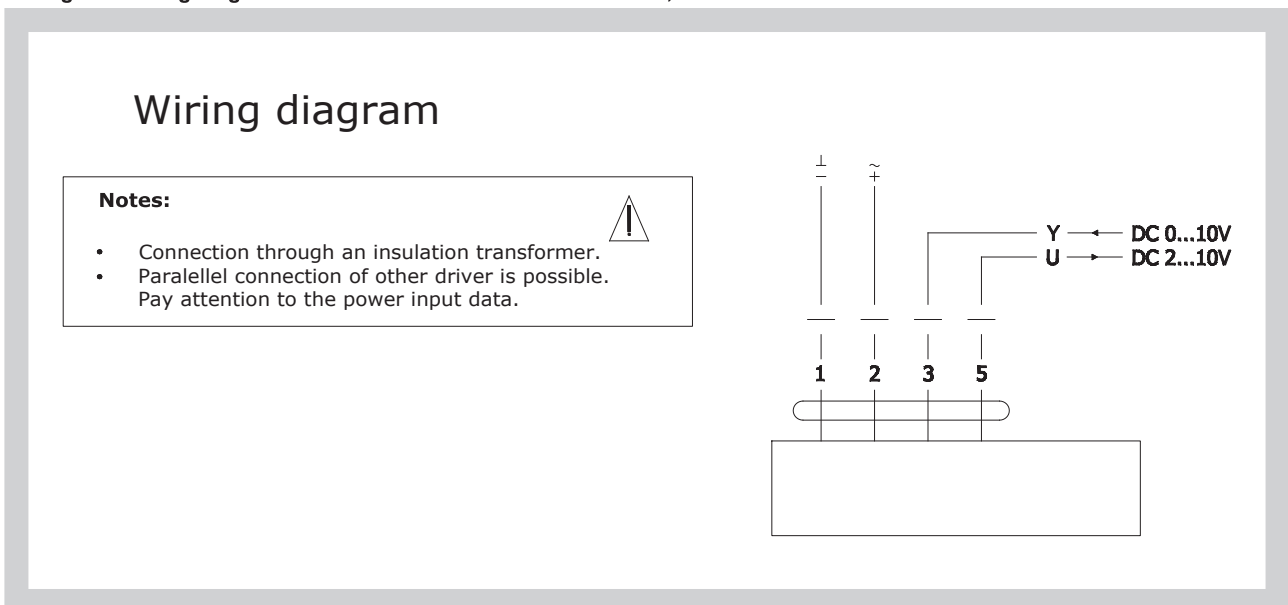 Wiring diagram
Notes:
• Connection through an insulation transformer.
• Paralellel connection of other driver is possible.
Pay attention to the power input data.
⊥ ~
− +
Y DC 0...10V
U DC 2...10V
1 2 3 5